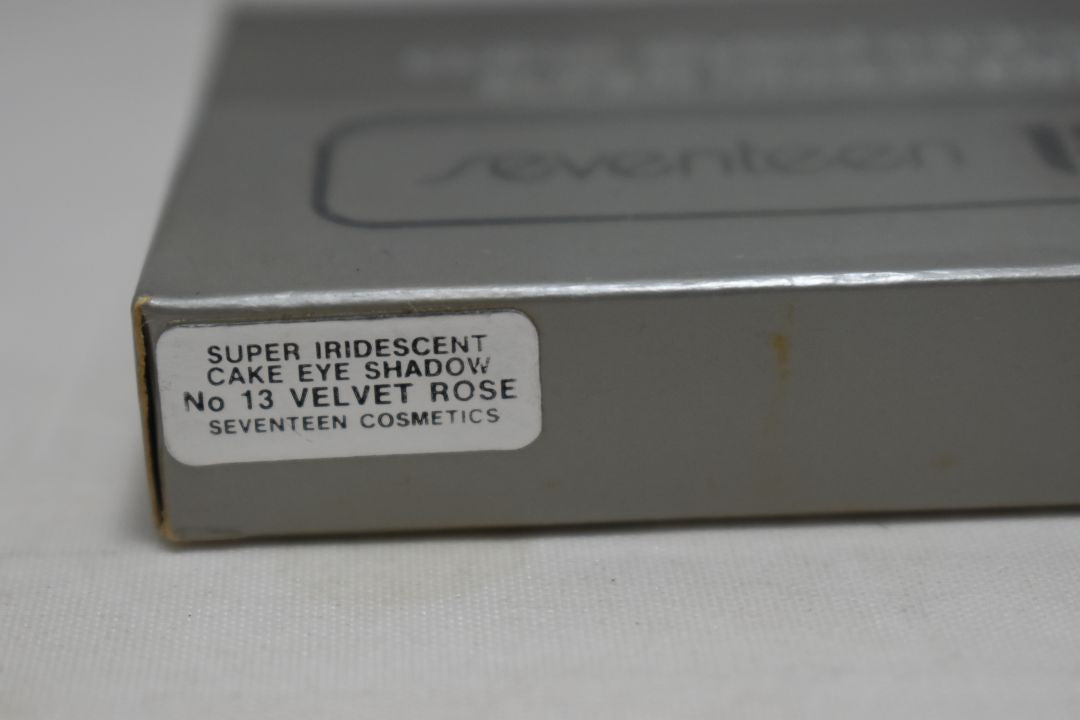 seventeen
SUPER IRIDESCENT
CAKE EYE SHADOW
No 13 VELVET ROSE
SEVENTEEN COSMETICS